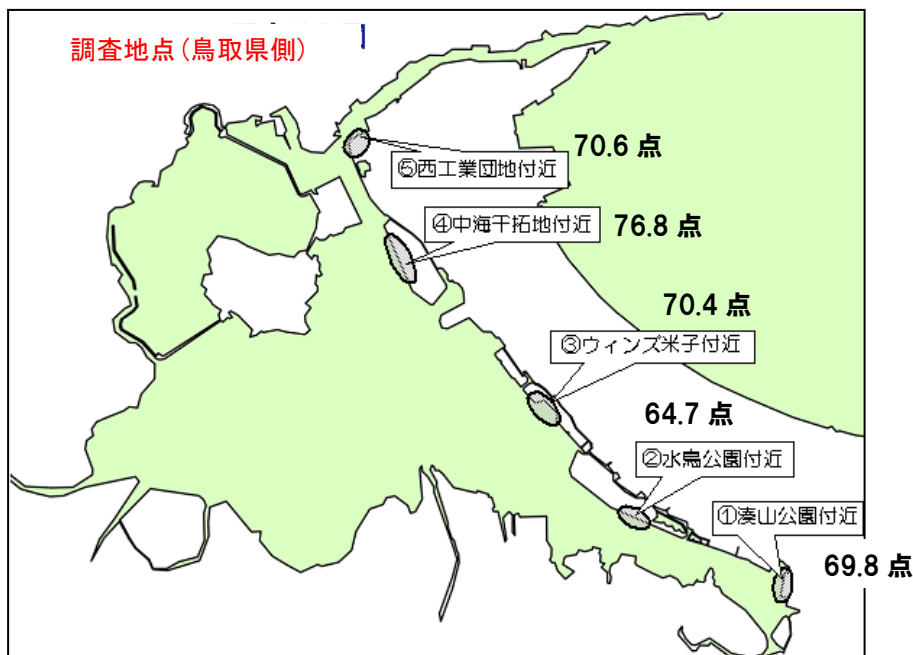 調査地点(鳥取県側)
70.6 点
⑤西工業団地付近
④中海干拓地付近
76.8 点
70.4 点
③ウィンズ米子付近
64.7 点
②水鳥公園付近
①湊山公園付近
69.8 点